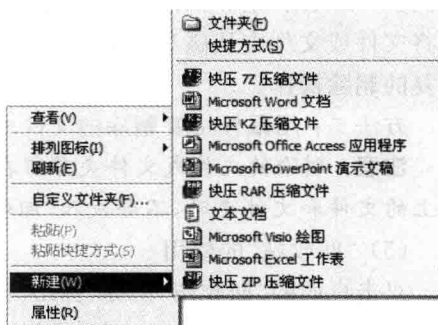 文件夹(F)
快捷方式(S)
快压 7Z 压缩文件
Microsoft Word 文档
快压 KZ 压缩文件
Microsoft Office Access 应用程序
Microsoft PowerPoint 演示文稿
快压 RAR 压缩文件
文本文档
Microsoft Visio 绘图
Microsoft Excel 工作表
快压 ZIP 压缩文件
查看(V)
排列图标(I)
刷新(E)
自定义文件夹(F)...
粘贴(P)
粘贴快捷方式(S)
新建(W)
属性(R)